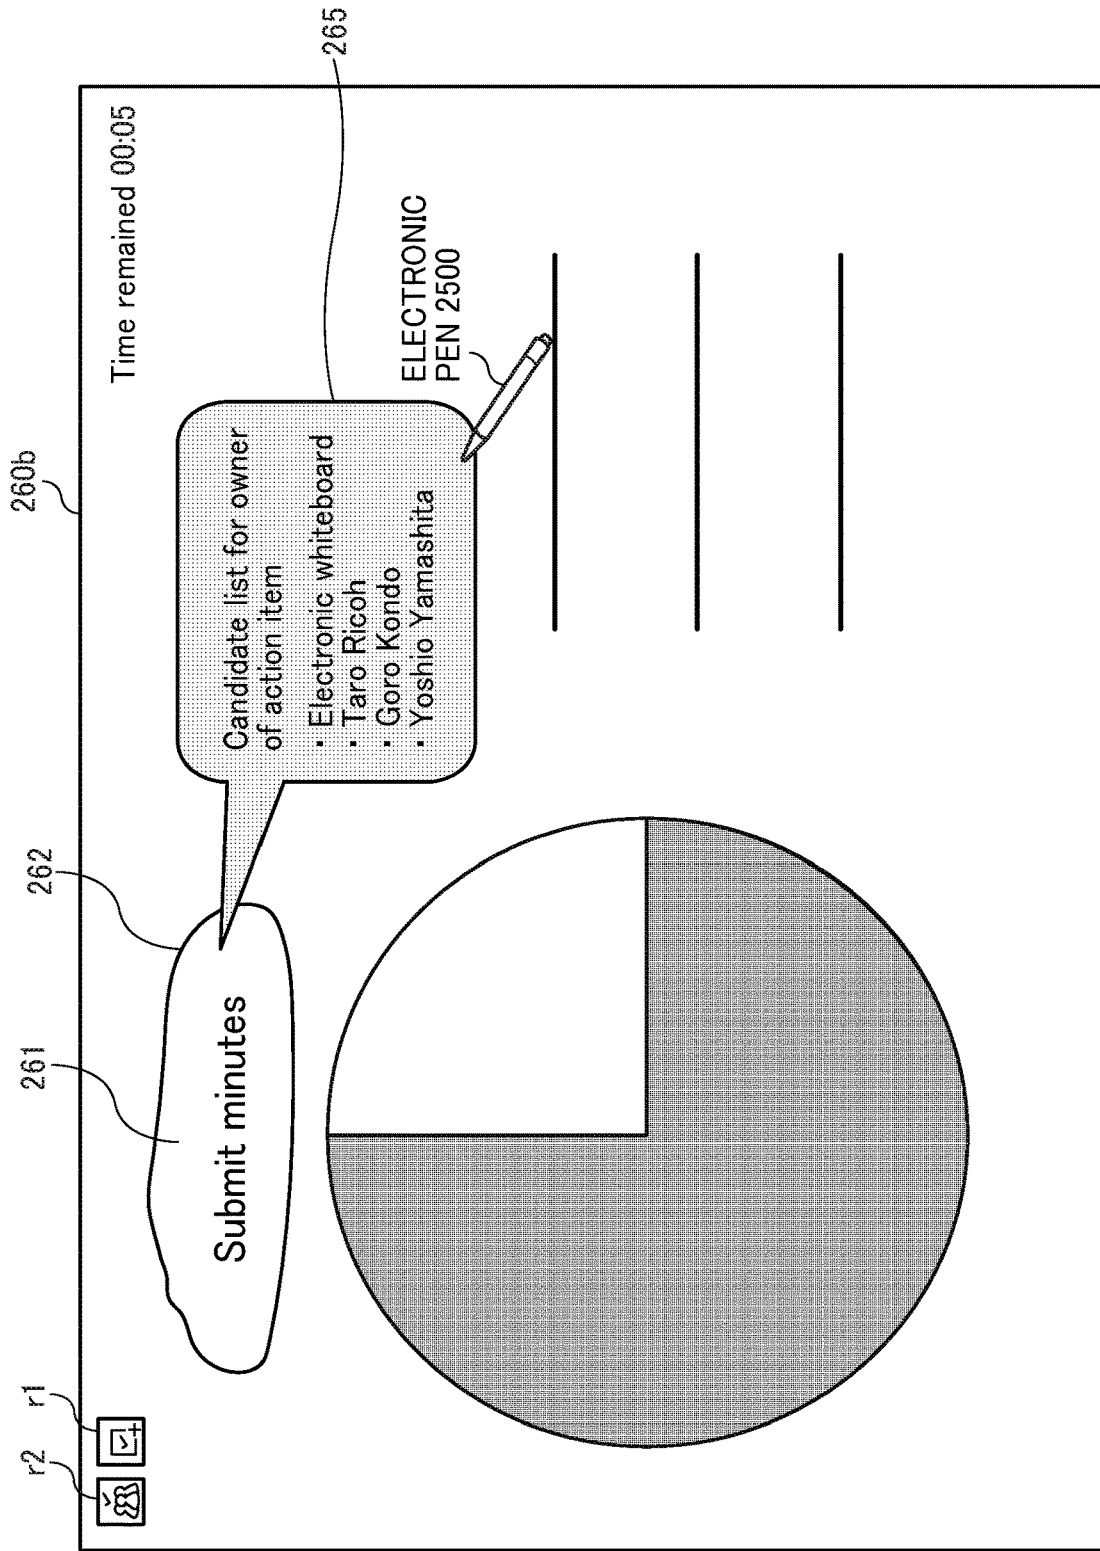 260b
r2
r1
261
262
265
Time remained 00:05
Submit minutes
Candidate list for owner
of action item
・Electronic whiteboard
・Taro Ricoh
・Goro Kondo
・Yoshio Yamashita
ELECTRONIC
PEN 2500